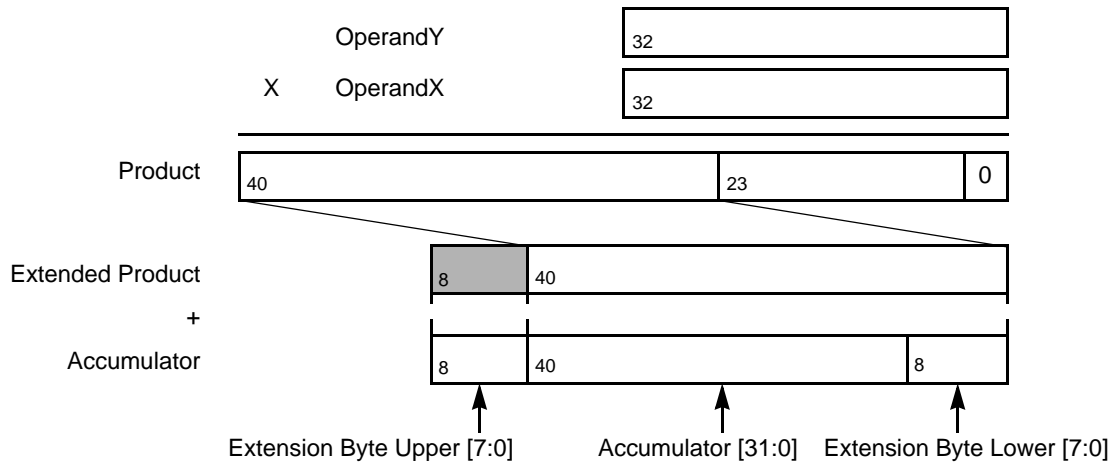 OperandY 32
X OperandX 32
Product 40 23 0
Extended Product 8 40
+
Accumulator 8 40 8
Extension Byte Upper [7:0] Accumulator [31:0] Extension Byte Lower [7:0]